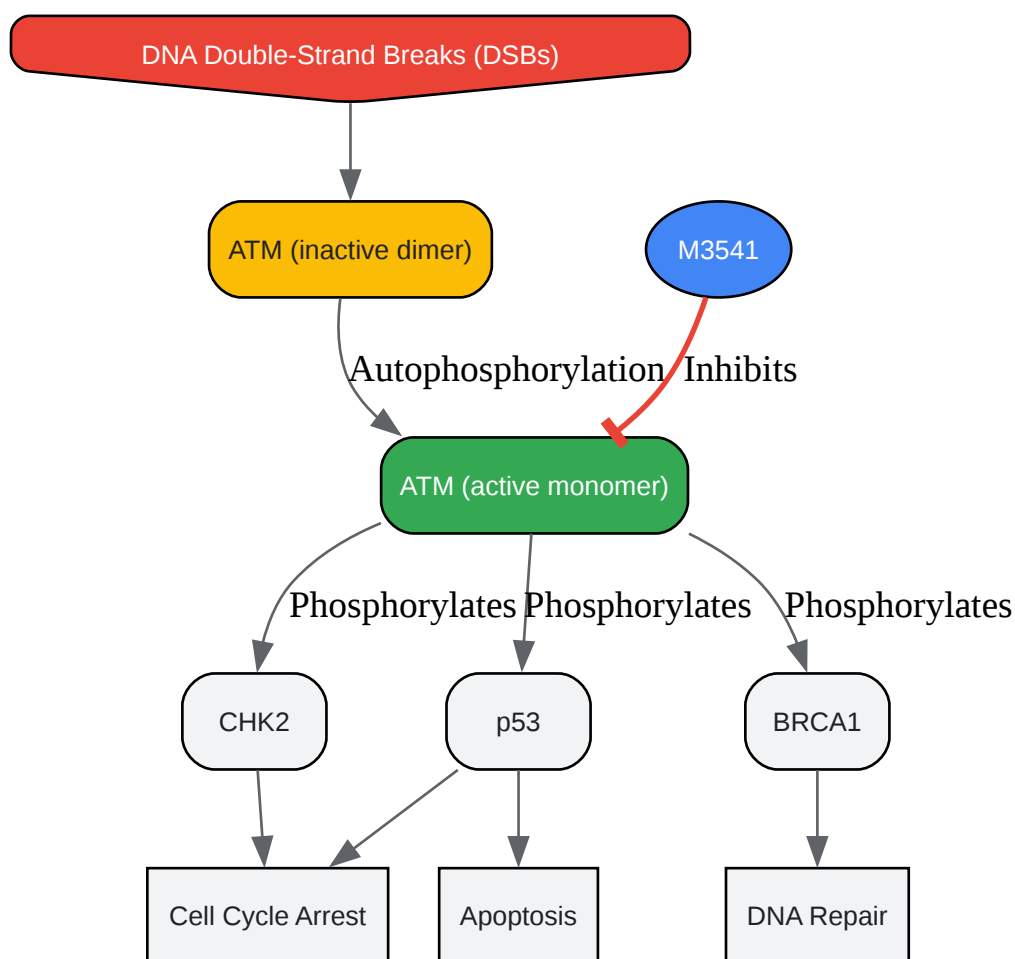 DNA Double-Strand Breaks (DSBs)
ATM (inactive dimer)
M3541
Autophosphorylation
Inhibits
ATM (active monomer)
Phosphorylates
Phosphorylates
Phosphorylates
CHK2
p53
BRCA1
Cell Cycle Arrest
Apoptosis
DNA Repair